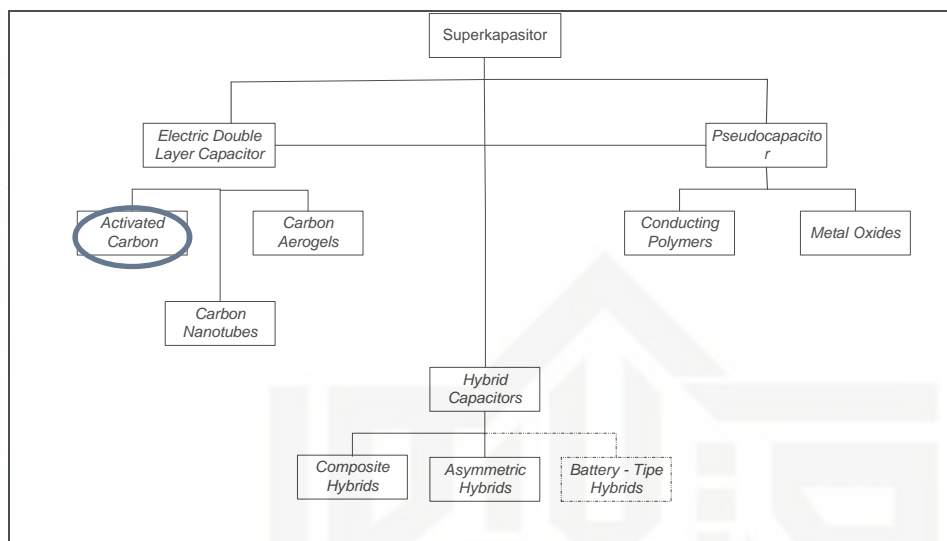 Superkapasitor
Electric Double
Layer Capacitor
Pseudocapacito
r
Activated
Carbon
Carbon
Aerogels
Conducting
Polymers
Metal Oxides
Carbon
Nanotubes
Hybrid
Capacitors
Composite
Hybrids
Asymmetric
Hybrids
Battery - Tipe
Hybrids